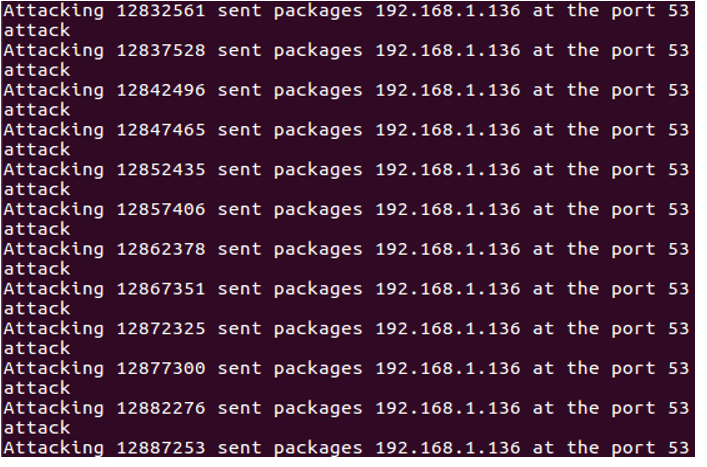 Attacking 12832561 sent packages 192.168.1.136 at the port 53
attack
Attacking 12837528 sent packages 192.168.1.136 at the port 53
attack
Attacking 12842496 sent packages 192.168.1.136 at the port 53
attack
Attacking 12847465 sent packages 192.168.1.136 at the port 53
attack
Attacking 12852435 sent packages 192.168.1.136 at the port 53
attack
Attacking 12857406 sent packages 192.168.1.136 at the port 53
attack
Attacking 12862378 sent packages 192.168.1.136 at the port 53
attack
Attacking 12867351 sent packages 192.168.1.136 at the port 53
attack
Attacking 12872325 sent packages 192.168.1.136 at the port 53
attack
Attacking 12877300 sent packages 192.168.1.136 at the port 53
attack
Attacking 12882276 sent packages 192.168.1.136 at the port 53
attack
Attacking 12887253 sent packages 192.168.1.136 at the port 53